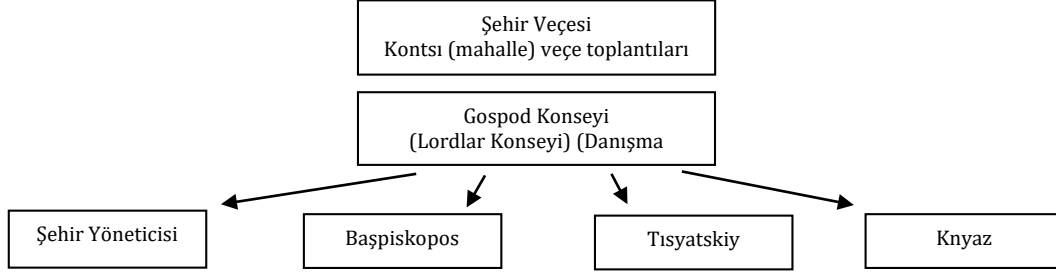 Şehir Veçesi
Kontsı (mahalle) veçe toplantıları
Gospod Konseyi
(Lordlar Konseyi) (Danışma
Şehir Yöneticisi
Başpiskopos
Tısyatskiy
Knyaz